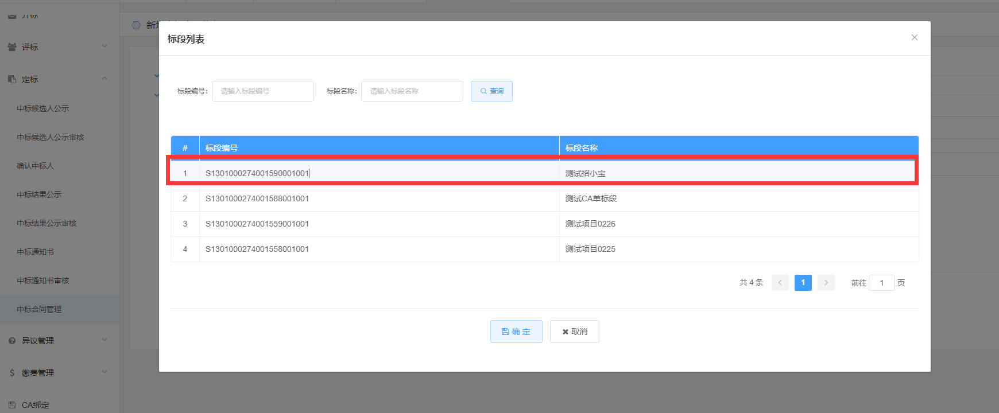 评标
定标
中标候选人公示
中标候选人公示审核
确认中标人
中标结果公示
中标结果公示审核
中标通知书
中标通知书审核
中标合同管理
异议管理
缴费管理
CA绑定
标段列表
标段编号: 请输入标段编号 标段名称: 请输入标段名称 查询
# 标段编号 标段名称
1 S1301000274001590001001 测试招小宝
2 S1301000274001588001001 测试CA单标段
3 S1301000274001559001001 测试项目0226
4 S1301000274001558001001 测试项目0225
共 4 条 1 前往 1 页
确 定 取消